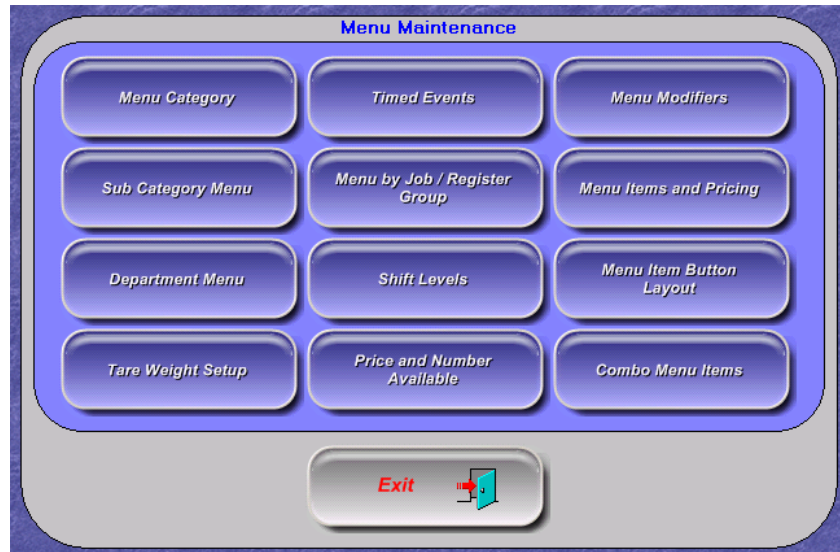 Menu Maintenance
Menu Category
Timed Events
Menu Modifiers
Sub Category Menu
Menu by Job / Register
Group
Menu Items and Pricing
Department Menu
Shift Levels
Menu Item Button
Layout
Tare Weight Setup
Price and Number
Available
Combo Menu Items
Exit